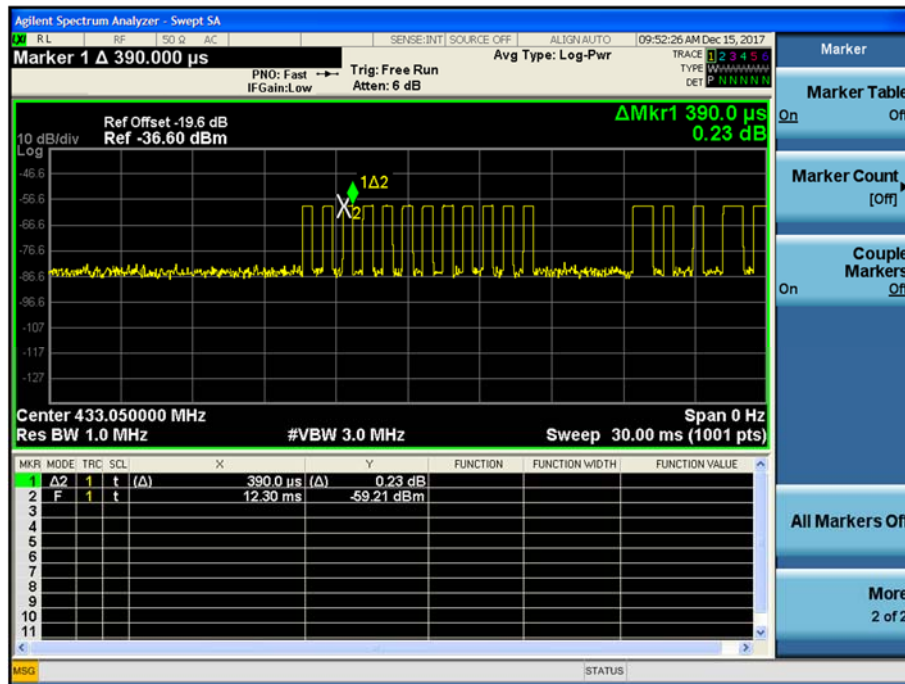 Agilent Spectrum Analyzer - Swept SA
LXI RL RF 50 Ω AC SENSE:INT SOURCE OFF ALIGN AUTO 09:52:26 AM Dec 15, 2017
Marker 1 Δ 390.000 µs
PNO: Fast
IFGain:Low
Trig: Free Run
Atten: 6 dB
Avg Type: Log-Pwr
TRACE 1 2 3 4 5 6
TYPE WWWWWW
DET P N N N N N
Ref Offset -19.6 dB
10 dB/div Ref -36.60 dBm
Log
ΔMkr1 390.0 µs
0.23 dB
-46.6
-56.6
-66.6
-76.6
-86.6
-96.6
-107
-117
-127
1Δ2
2
Center 433.050000 MHz Span 0 Hz
Res BW 1.0 MHz #VBW 3.0 MHz Sweep 30.00 ms (1001 pts)
MKR MODE TRC SCL X Y FUNCTION FUNCTION WIDTH FUNCTION VALUE
1 Δ2 1 t (Δ) 390.0 µs (Δ) 0.23 dB
2 F 1 t 12.30 ms -59.21 dBm
3
4
5
6
7
8
9
10
11
MSG STATUS
Marker
Marker Table
On Off
Marker Count
[Off]
Couple
Markers
On Off
All Markers Off
More
2 of 2